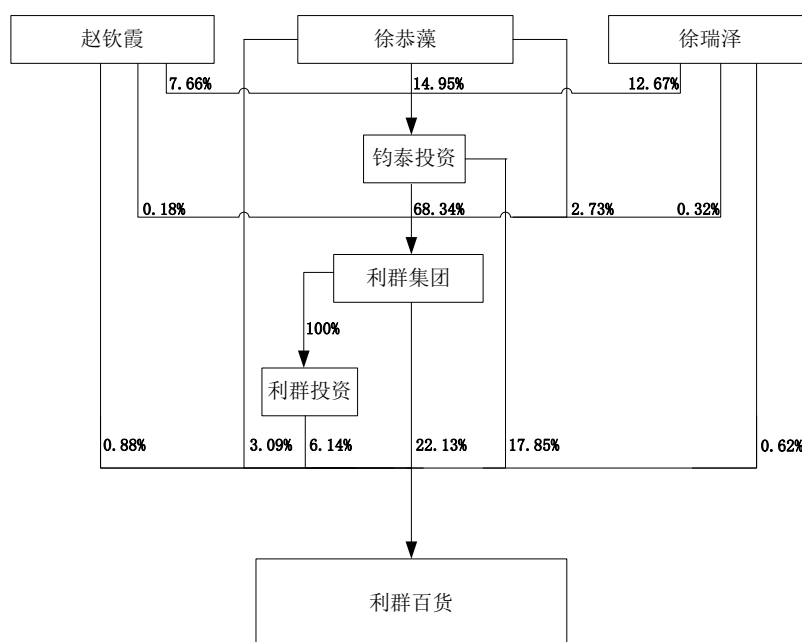 赵钦霞
徐恭藻
徐瑞泽
7.66%
14.95%
12.67%
钧泰投资
0.18%
68.34%
2.73%
0.32%
利群集团
100%
利群投资
0.88%
3.09%
6.14%
22.13%
17.85%
0.62%
利群百货